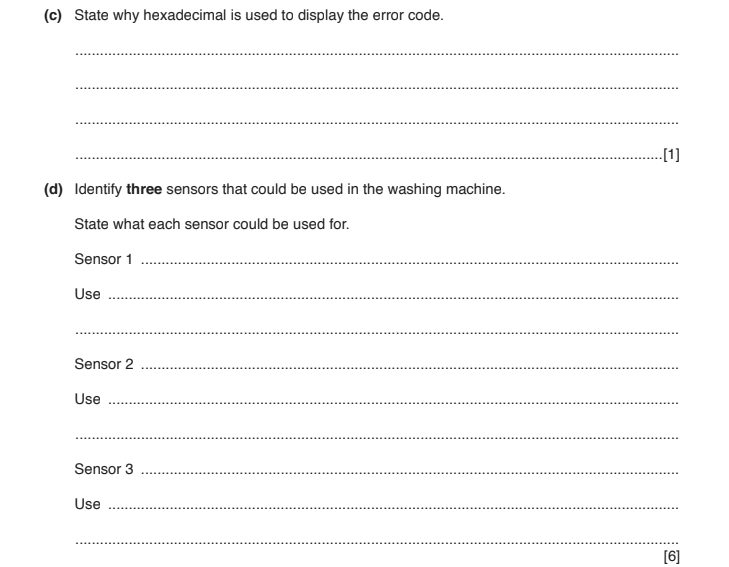 (c) State why hexadecimal is used to display the error code.
..........................................................................................................................................................
..........................................................................................................................................................
..........................................................................................................................................................
.....................................................................................................................................................[1]
(d) Identify three sensors that could be used in the washing machine.
State what each sensor could be used for.
Sensor 1 ..........................................................................................................................................
Use ..................................................................................................................................................
..........................................................................................................................................................
Sensor 2 ..........................................................................................................................................
Use ..................................................................................................................................................
..........................................................................................................................................................
Sensor 3 ..........................................................................................................................................
Use ..................................................................................................................................................
..........................................................................................................................................................
[6]